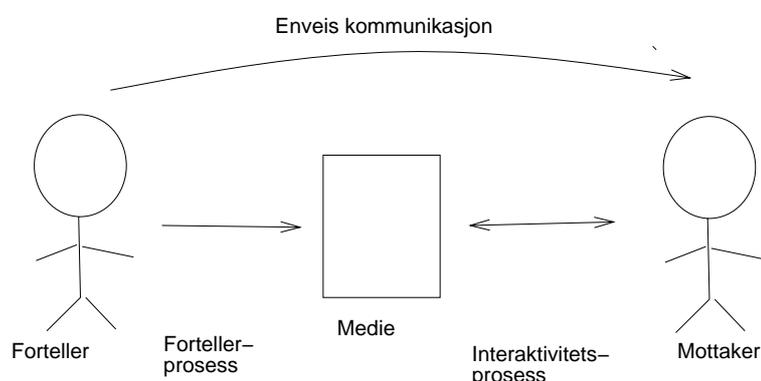 Enveis kommunikasjon
Forteller
Forteller–
prosess
Medie
Interaktivitets–
prosess
Mottaker